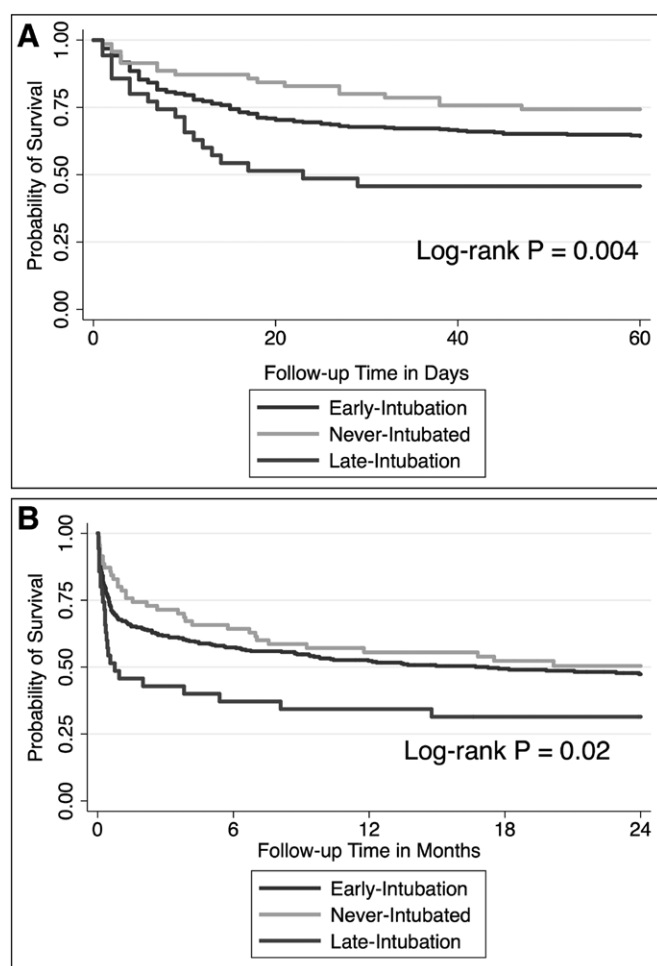 A
1.00
0.75
0.50
0.25
0.00
Probability of Survival
Log-rank P = 0.004
0 20 40 60
Follow-up Time in Days
Early-Intubation
Never-Intubated
Late-Intubation
B
1.00
0.75
0.50
0.25
0.00
Probability of Survival
Log-rank P = 0.02
0 6 12 18 24
Follow-up Time in Months
Early-Intubation
Never-Intubated
Late-Intubation